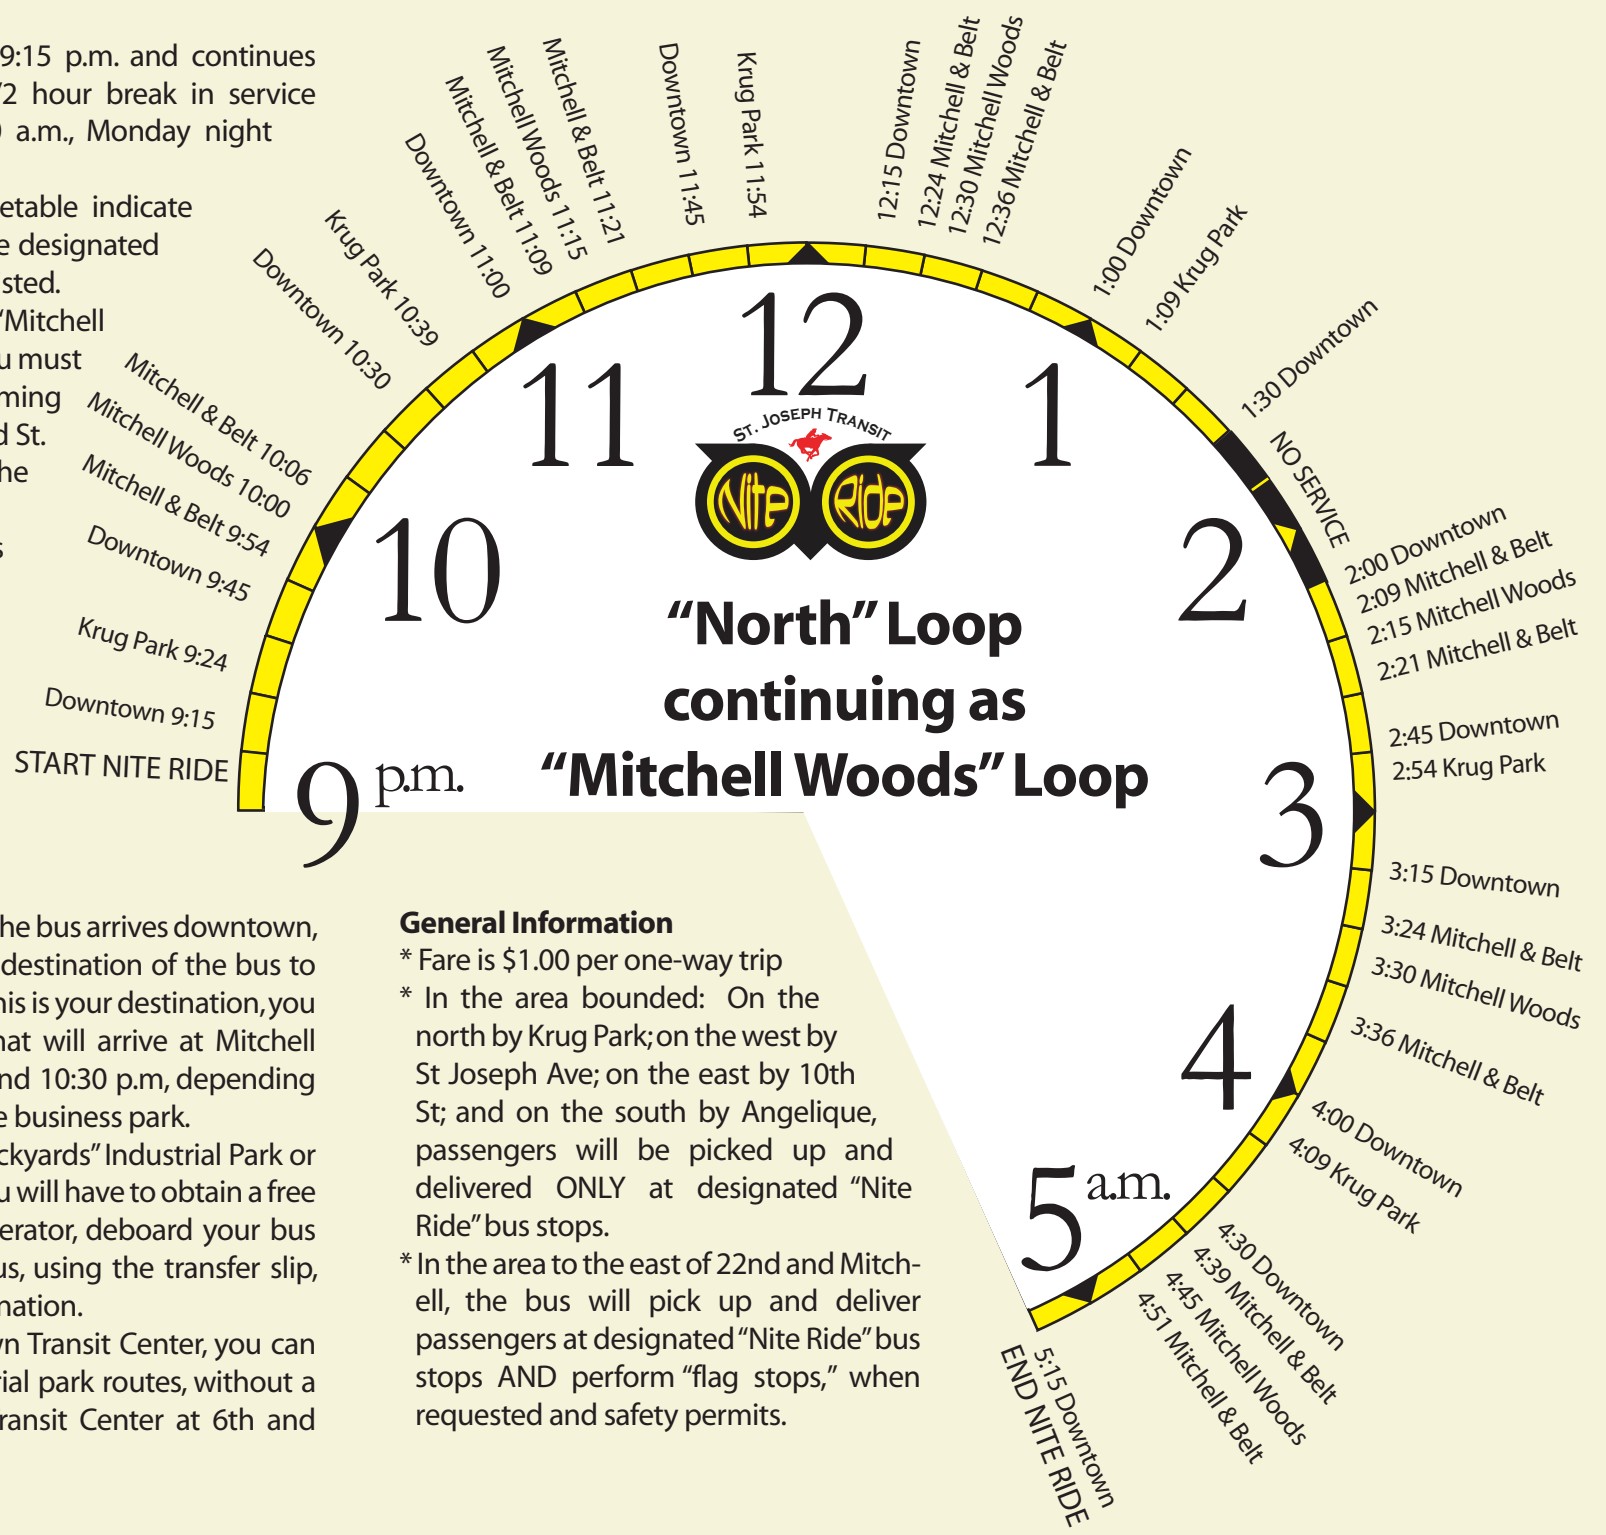 9:15 p.m. and continues
/2 hour break in service
a.m., Monday night
etable indicate
e designated
sted.
“Mitchell
u must
ming
d St.
he
s
START NITE RIDE
Downtown 9:15
Krug Park 9:24
Downtown 9:45
Mitchell & Belt 9:54
Mitchell Woods 10:00
Mitchell & Belt 10:06
Downtown 10:30
Krug Park 10:39
Downtown 11:00
Mitchell & Belt 11:09
Mitchell Woods 11:15
Mitchell & Belt 11:21
Downtown 11:45
Krug Park 11:54
12:15 Downtown
12:24 Mitchell & Belt
12:30 Mitchell Woods
12:36 Mitchell & Belt
1:00 Downtown
1:09 Krug Park
1:30 Downtown
NO SERVICE
2:00 Downtown
2:09 Mitchell & Belt
2:15 Mitchell Woods
2:21 Mitchell & Belt
2:45 Downtown
2:54 Krug Park
3:15 Downtown
3:24 Mitchell & Belt
3:30 Mitchell Woods
3:36 Mitchell & Belt
4:00 Downtown
4:09 Krug Park
4:30 Downtown
4:39 Mitchell & Belt
4:45 Mitchell Woods
4:51 Mitchell & Belt
5:15 Downtown
END NITE RIDE
9 p.m.
10
11
12
1
2
3
4
5 a.m.
ST. JOSEPH TRANSIT
Nite Ride
“North” Loop
continuing as
“Mitchell Woods” Loop
he bus arrives downtown,
destination of the bus to
his is your destination, you
hat will arrive at Mitchell
nd 10:30 p.m, depending
e business park.
ckyards” Industrial Park or
u will have to obtain a free
erator, deboard your bus
us, using the transfer slip,
nation.
wn Transit Center, you can
rial park routes, without a
ransit Center at 6th and
General Information
* Fare is $1.00 per one-way trip
* In the area bounded: On the
north by Krug Park; on the west by
St Joseph Ave; on the east by 10th
St; and on the south by Angelique,
passengers will be picked up and
delivered ONLY at designated “Nite
Ride” bus stops.
* In the area to the east of 22nd and Mitch-
ell, the bus will pick up and deliver
passengers at designated “Nite Ride” bus
stops AND perform “flag stops,” when
requested and safety permits.